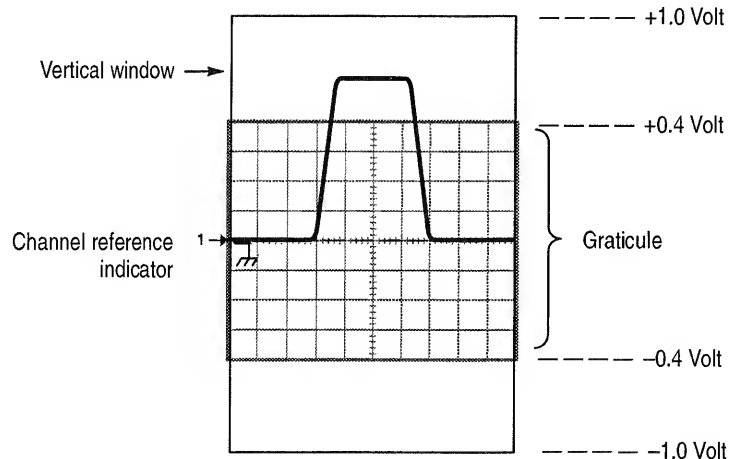 +1.0 Volt
Vertical window
+0.4 Volt
Channel reference
indicator
1
Graticule
–0.4 Volt
–1.0 Volt